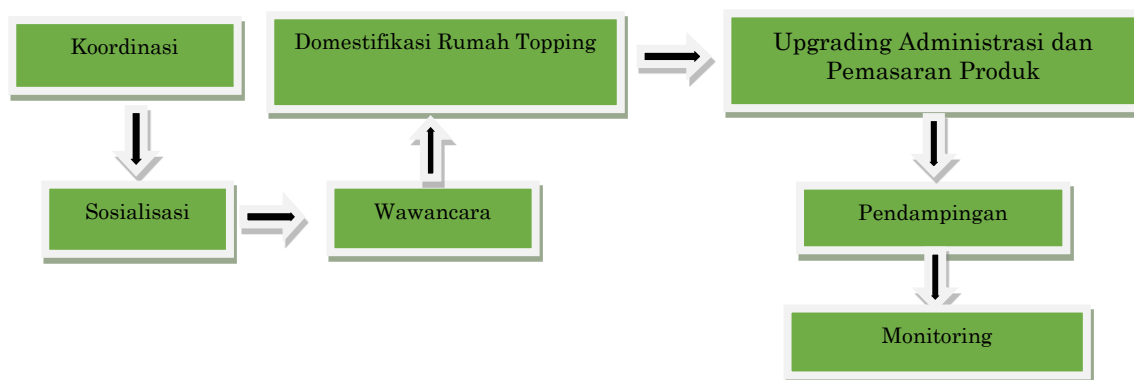 Koordinasi
Sosialisasi
Wawancara
Domestifikasi Rumah Topping
Upgrading Administrasi dan
Pemasaran Produk
Pendampingan
Monitoring